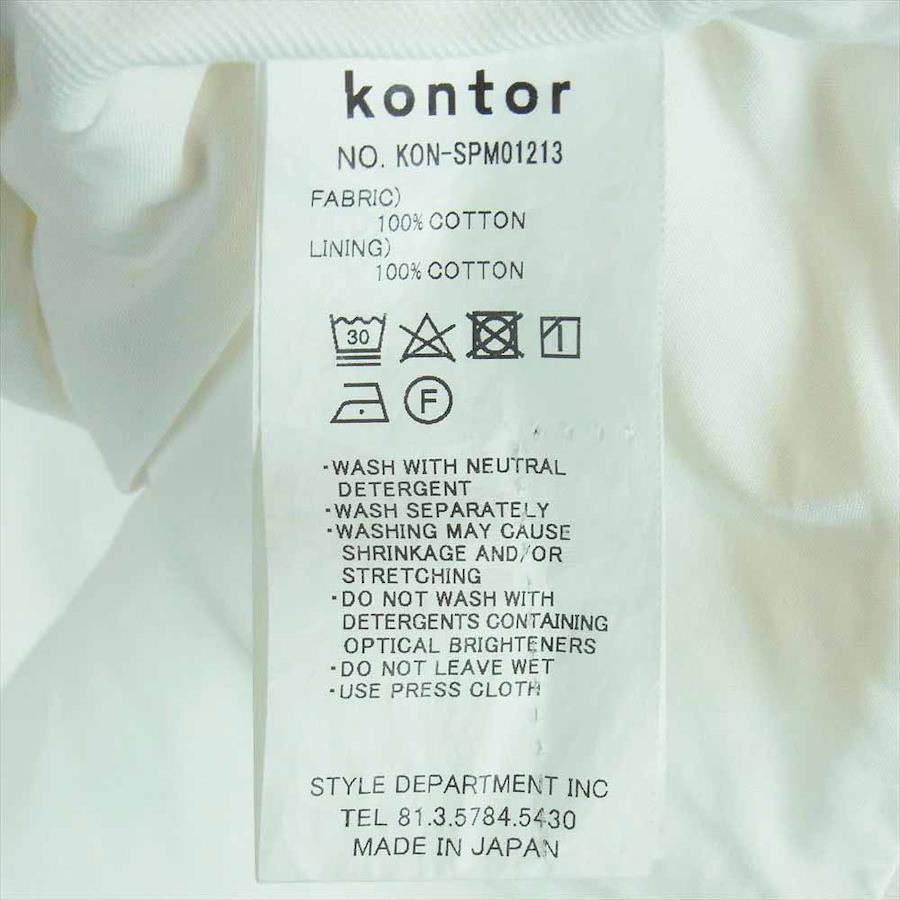 kontor
NO. KON-SPM01213
FABRIC)
100% COTTON
LINING)
100% COTTON
30
F
·WASH WITH NEUTRAL
DETERGENT
·WASH SEPARATELY
·WASHING MAY CAUSE
SHRINKAGE AND/OR
STRETCHING
·DO NOT WASH WITH
DETERGENTS CONTAINING
OPTICAL BRIGHTENERS
·DO NOT LEAVE WET
·USE PRESS CLOTH
STYLE DEPARTMENT INC
TEL 81.3.5784.5430
MADE IN JAPAN